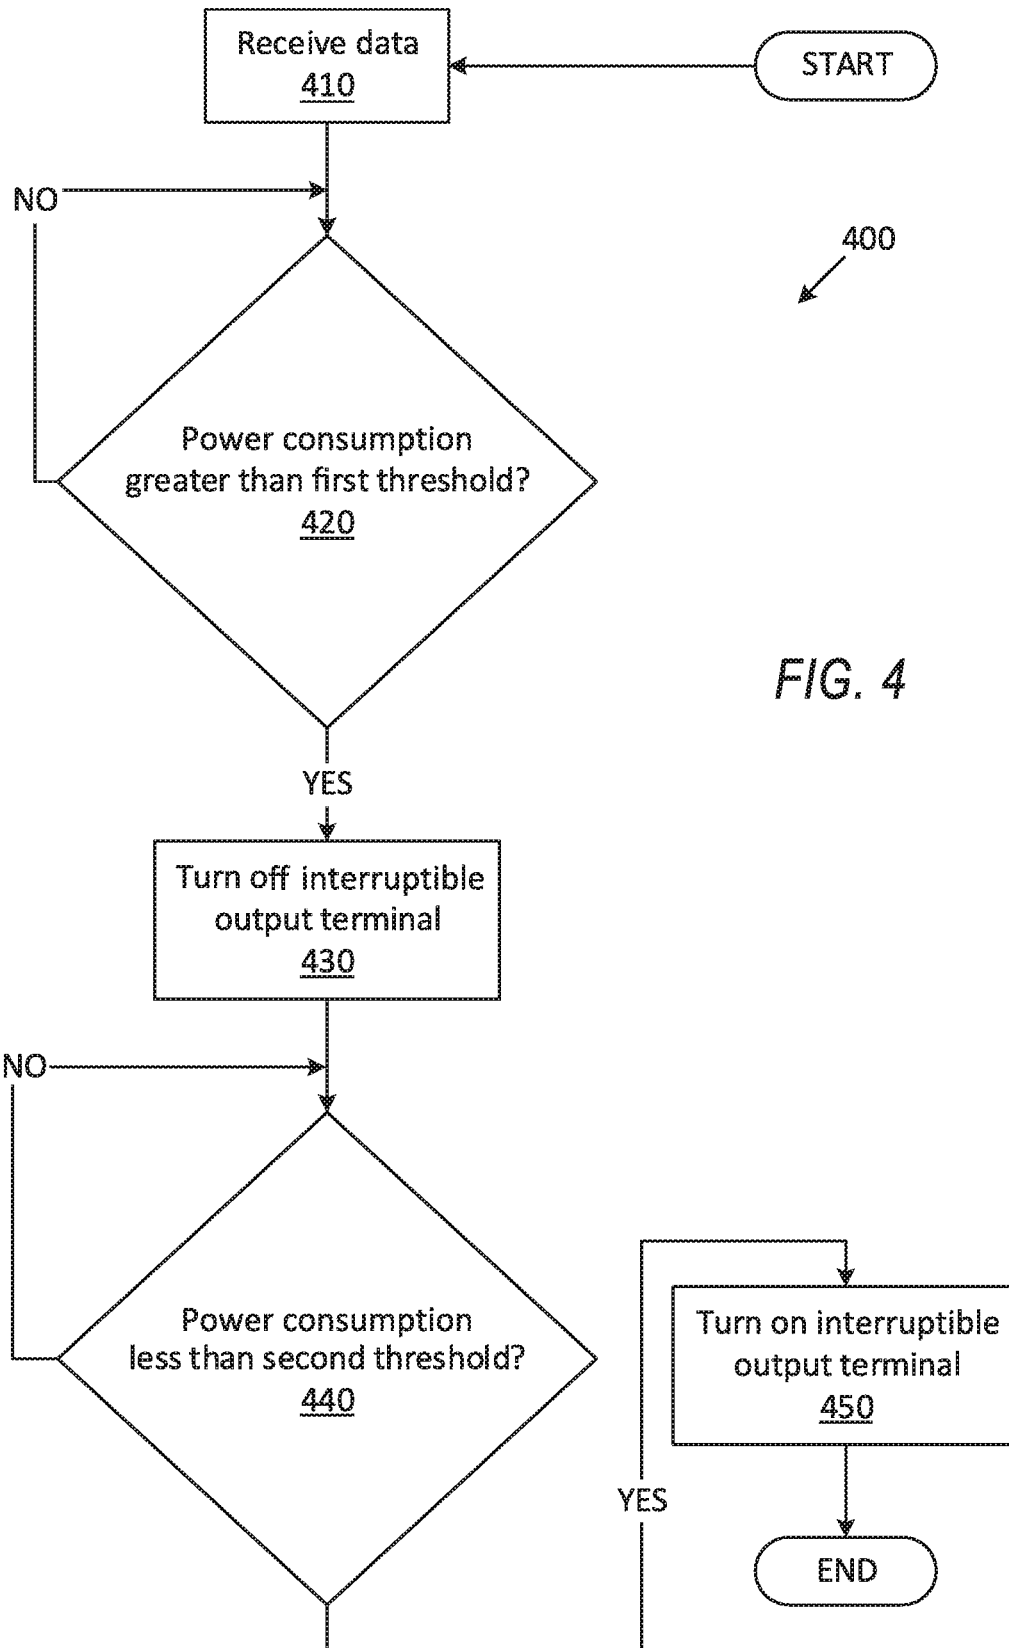 START
Receive data
410
NO
400
Power consumption
greater than first threshold?
420
FIG. 4
YES
Turn off interruptible
output terminal
430
NO
Power consumption
less than second threshold?
440
YES
Turn on interruptible
output terminal
450
END